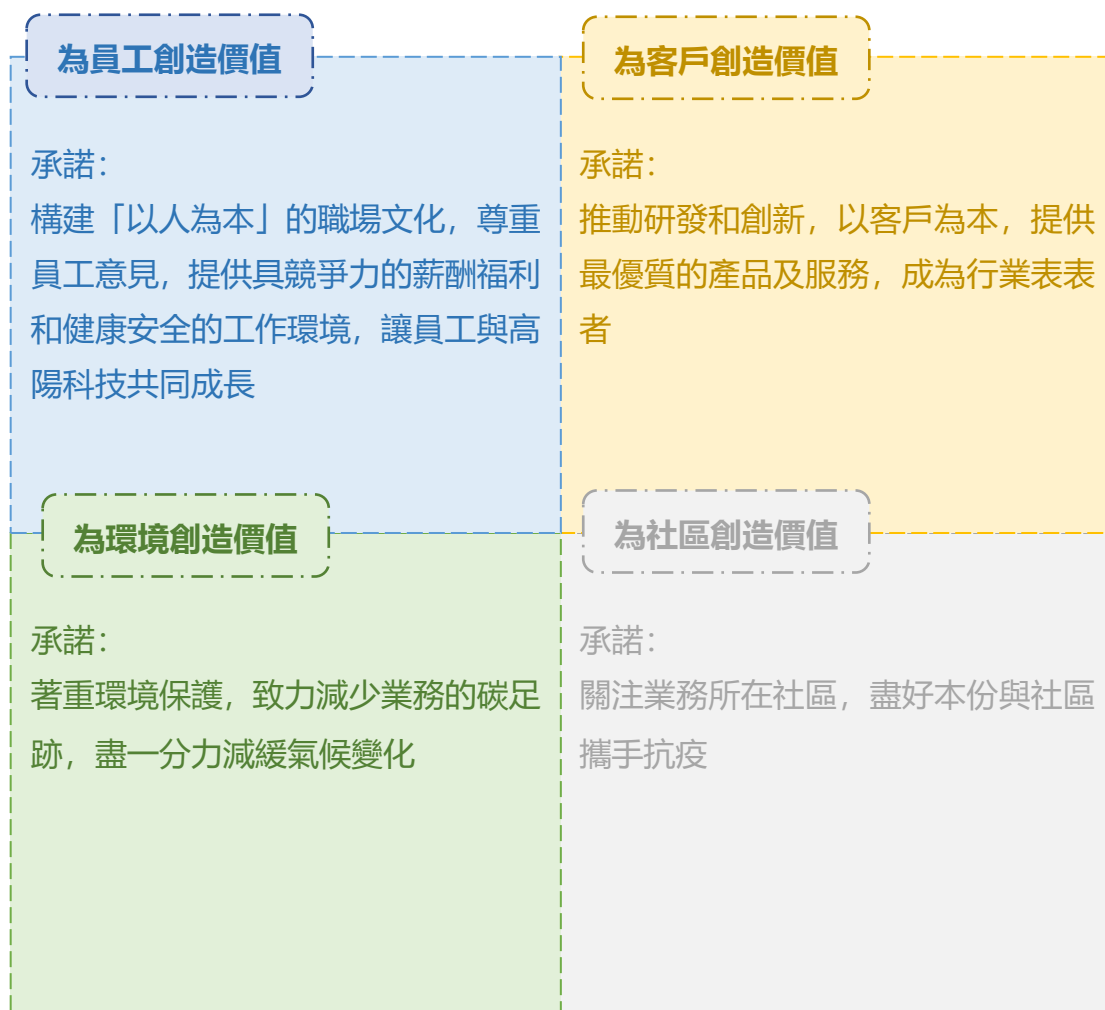 為員工創造價值
承諾：
構建「以人為本」的職場文化，尊重
員工意見，提供具競爭力的薪酬福利
和健康安全的工作環境，讓員工與高
陽科技共同成長
為客戶創造價值
承諾：
推動研發和創新，以客戶為本，提供
最優質的產品及服務，成為行業表表
者
為環境創造價值
承諾：
著重環境保護，致力減少業務的碳足
跡，盡一分力減緩氣候變化
為社區創造價值
承諾：
關注業務所在社區，盡好本份與社區
攜手抗疫